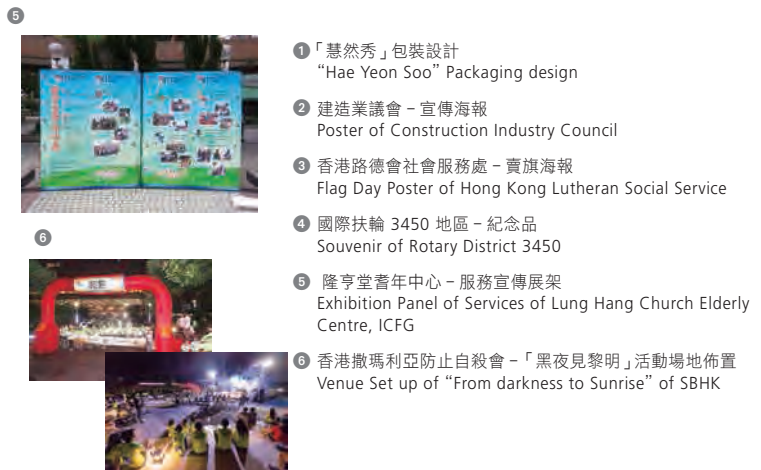 5
1「慧然秀」包裝設計
“Hae Yeon Soo” Packaging design
2 建造業議會 – 宣傳海報
Poster of Construction Industry Council
3 香港路德會社會服務處 – 賣旗海報
Flag Day Poster of Hong Kong Lutheran Social Service
4 國際扶輪 3450 地區 – 紀念品
Souvenir of Rotary District 3450
5 隆亨堂耆年中心 – 服務宣傳展架
Exhibition Panel of Services of Lung Hang Church Elderly
Centre, ICFG
6 香港撒瑪利亞防止自殺會 –「黑夜見黎明」活動場地佈置
Venue Set up of “From darkness to Sunrise” of SBHK
6